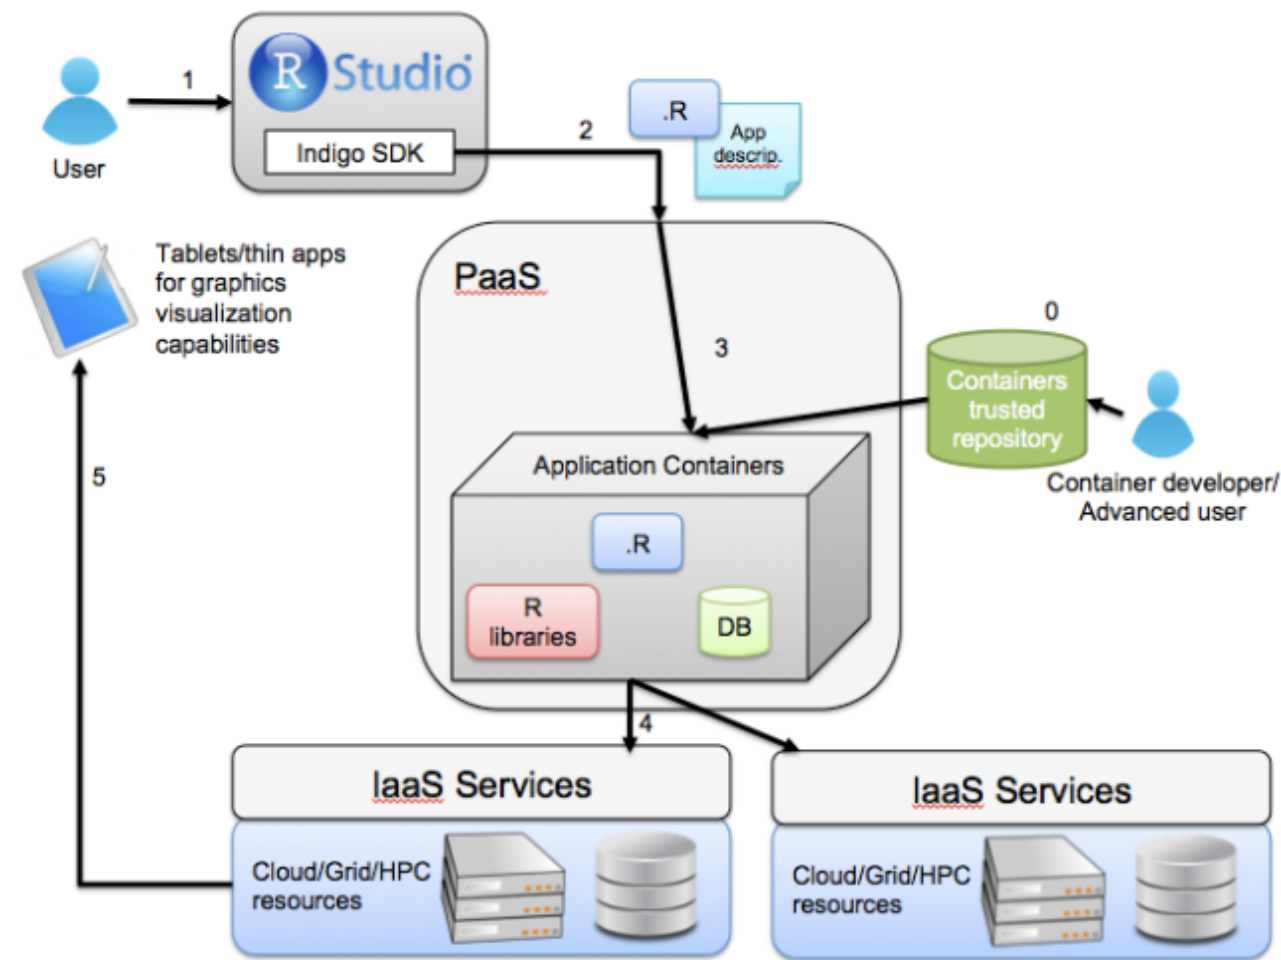 R Studio
1
Indigo SDK
User
2
.R
App
descrip.
Tablets/thin apps
for graphics
visualization
capabilities
PaaS
3
0
Containers
trusted
repository
Container developer/
Advanced user
Application Containers
.R
R
libraries
DB
5
4
IaaS Services
Cloud/Grid/HPC
resources
IaaS Services
Cloud/Grid/HPC
resources